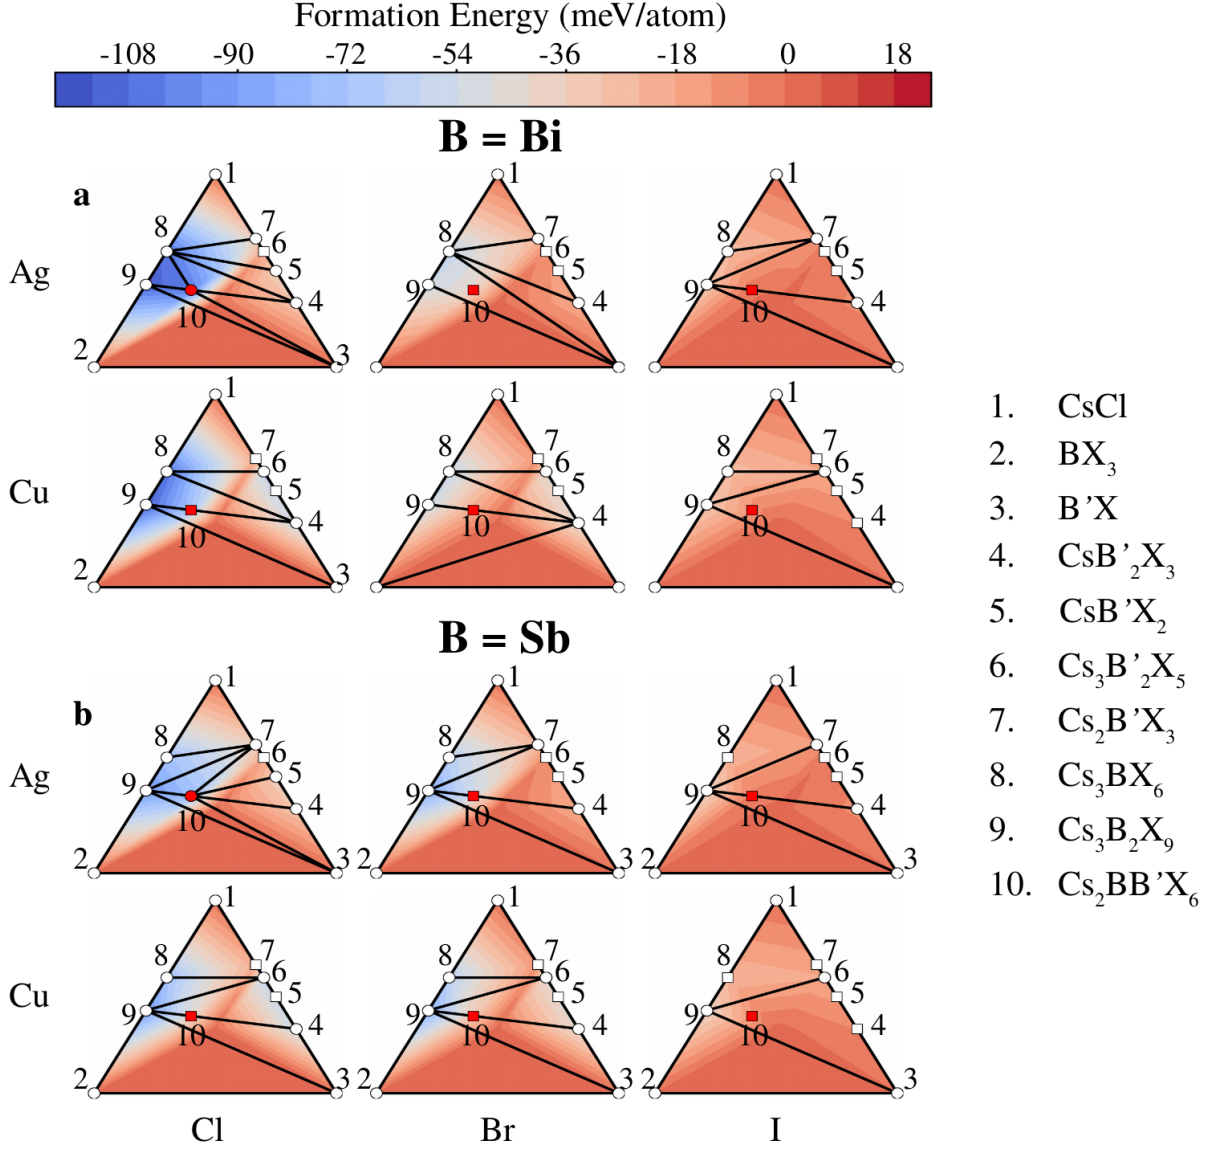 Formation Energy (meV/atom)
-108 -90 -72 -54 -36 -18 0 18
B = Bi
a
1 1 1
8 7 8 7 8 7
Ag 9 6 5 4 9 6 5 4 9 6 5 4
10 10 10
2 3
1 1 1
8 7 8 7 8 7
Cu 9 6 5 4 9 6 5 4 9 6 5 4
10 10 10
2 3
B = Sb
b
1 1 1
8 7 8 7 8 7
Ag 9 6 5 4 9 6 5 4 9 6 5 4
10 10 10
2 3 2 3 2 3
1 1 1
8 7 8 7 8 7
Cu 9 6 5 4 9 6 5 4 9 6 5 4
10 10 10
2 3 2 3 2 3
Cl Br I
1. CsCl
2. BX₃
3. B’X
4. CsB’₂X₃
5. CsB’X₂
6. Cs₃B’₂X₅
7. Cs₂B’X₃
8. Cs₃BX₆
9. Cs₃B₂X₉
10. Cs₂BB’X₆